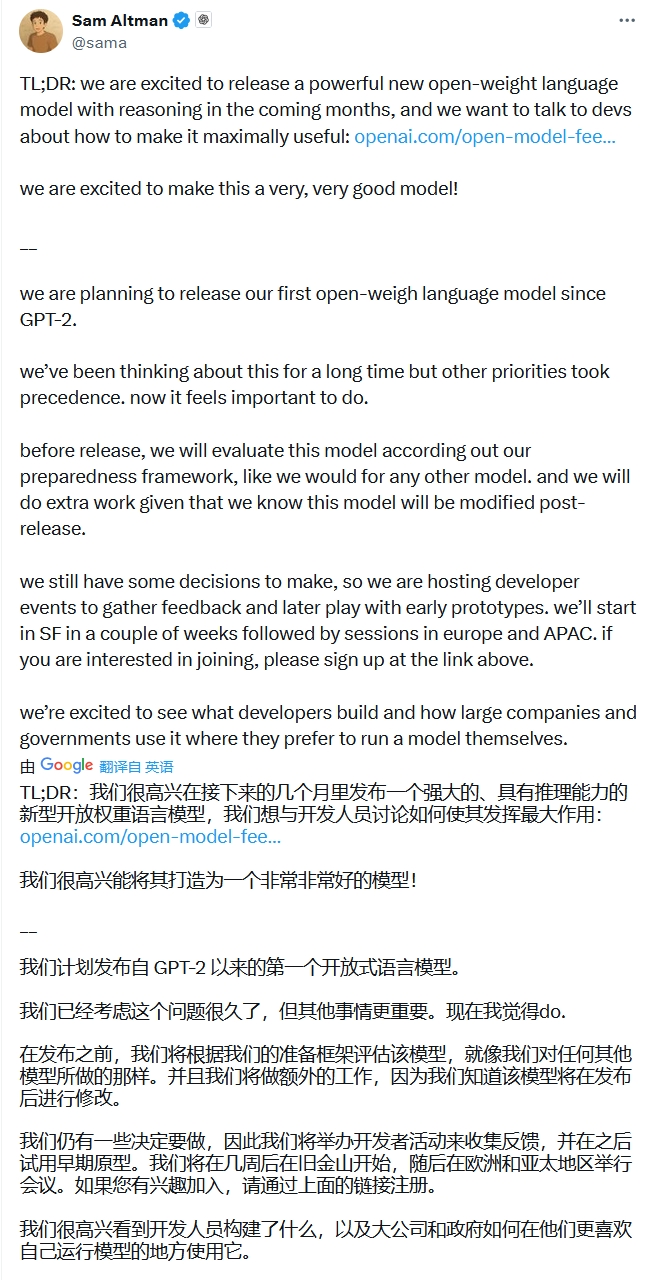 Sam Altman
@sama
TL;DR: we are excited to release a powerful new open-weight language
model with reasoning in the coming months, and we want to talk to devs
about how to make it maximally useful: openai.com/open-model-fee...
we are excited to make this a very, very good model!
__
we are planning to release our first open-weigh language model since
GPT-2.
we've been thinking about this for a long time but other priorities took
precedence. now it feels important to do.
before release, we will evaluate this model according out our
preparedness framework, like we would for any other model. and we will
do extra work given that we know this model will be modified post-
release.
we still have some decisions to make, so we are hosting developer
events to gather feedback and later play with early prototypes. we'll start
in SF in a couple of weeks followed by sessions in europe and APAC. if
you are interested in joining, please sign up at the link above.
we're excited to see what developers build and how large companies and
governments use it where they prefer to run a model themselves.
由 Google 翻译自 英语
TL;DR：我们很高兴在接下来的几个月里发布一个强大的、具有推理能力的
新型开放权重语言模型，我们想与开发人员讨论如何使其发挥最大作用：
openai.com/open-model-fee...
我们很高兴能将其打造为一个非常非常好的模型！
__
我们计划发布自 GPT-2 以来的第一个开放式语言模型。
我们已经考虑这个问题很久了，但其他事情更重要。现在我觉得do.
在发布之前，我们将根据我们的准备框架评估该模型，就像我们对任何其他
模型所做的那样。并且我们将做额外的工作，因为我们知道该模型将在发布
后进行修改。
我们仍有一些决定要做，因此我们将举办开发者活动来收集反馈，并在之后
试用早期原型。我们将在几周后在旧金山开始，随后在欧洲和亚太地区举行
会议。如果您有兴趣加入，请通过上面的链接注册。
我们很高兴看到开发人员构建了什么，以及大公司和政府如何在他们更喜欢
自己运行模型的地方使用它。